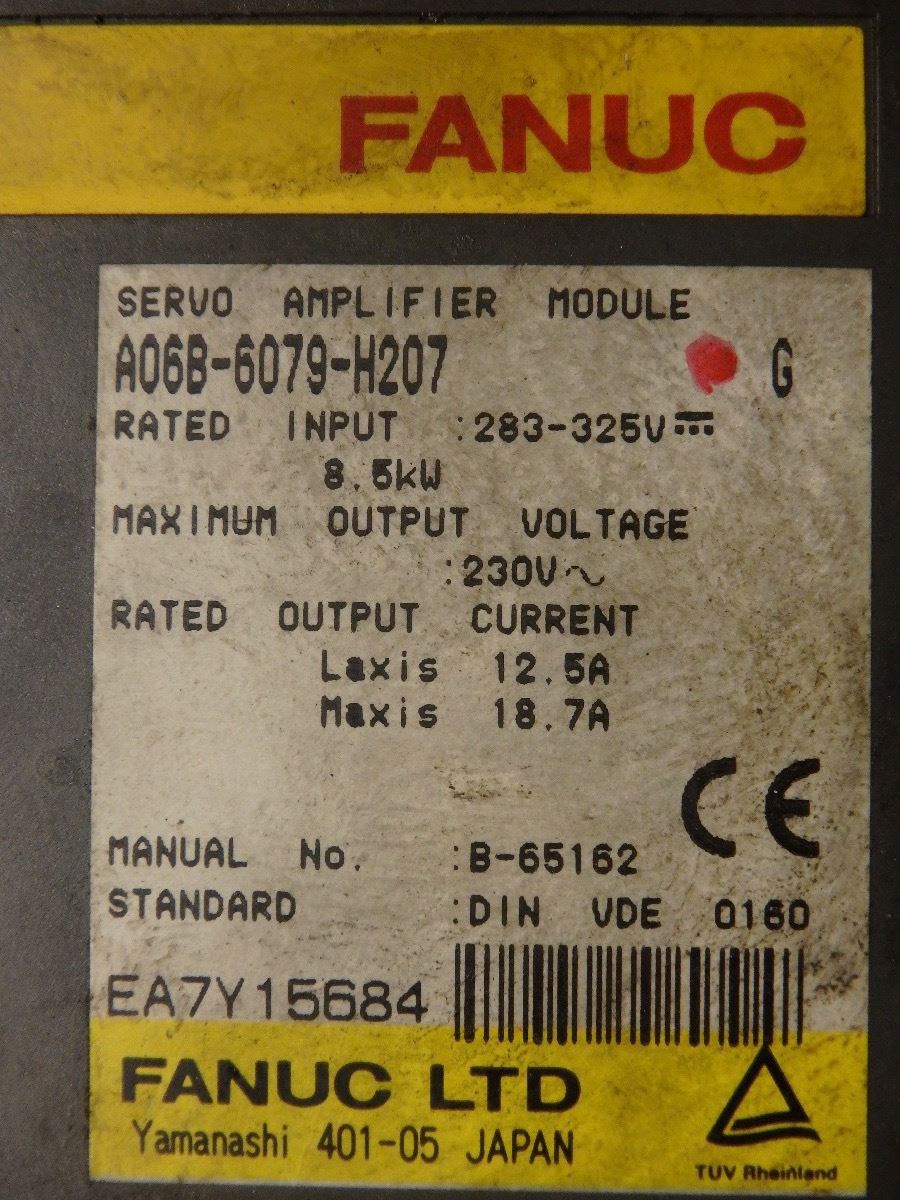 FANUC
SERVO AMPLIFIER MODULE
A06B-6079-H207 G
RATED INPUT :283-325V⎓
8.5kW
MAXIMUM OUTPUT VOLTAGE
:230V～
RATED OUTPUT CURRENT
Laxis 12.5A
Maxis 18.7A
CE
MANUAL No. :B-65162
STANDARD :DIN VDE 0160
EA7Y15684
FANUC LTD
Yamanashi 401-05 JAPAN
TUV Rheinland